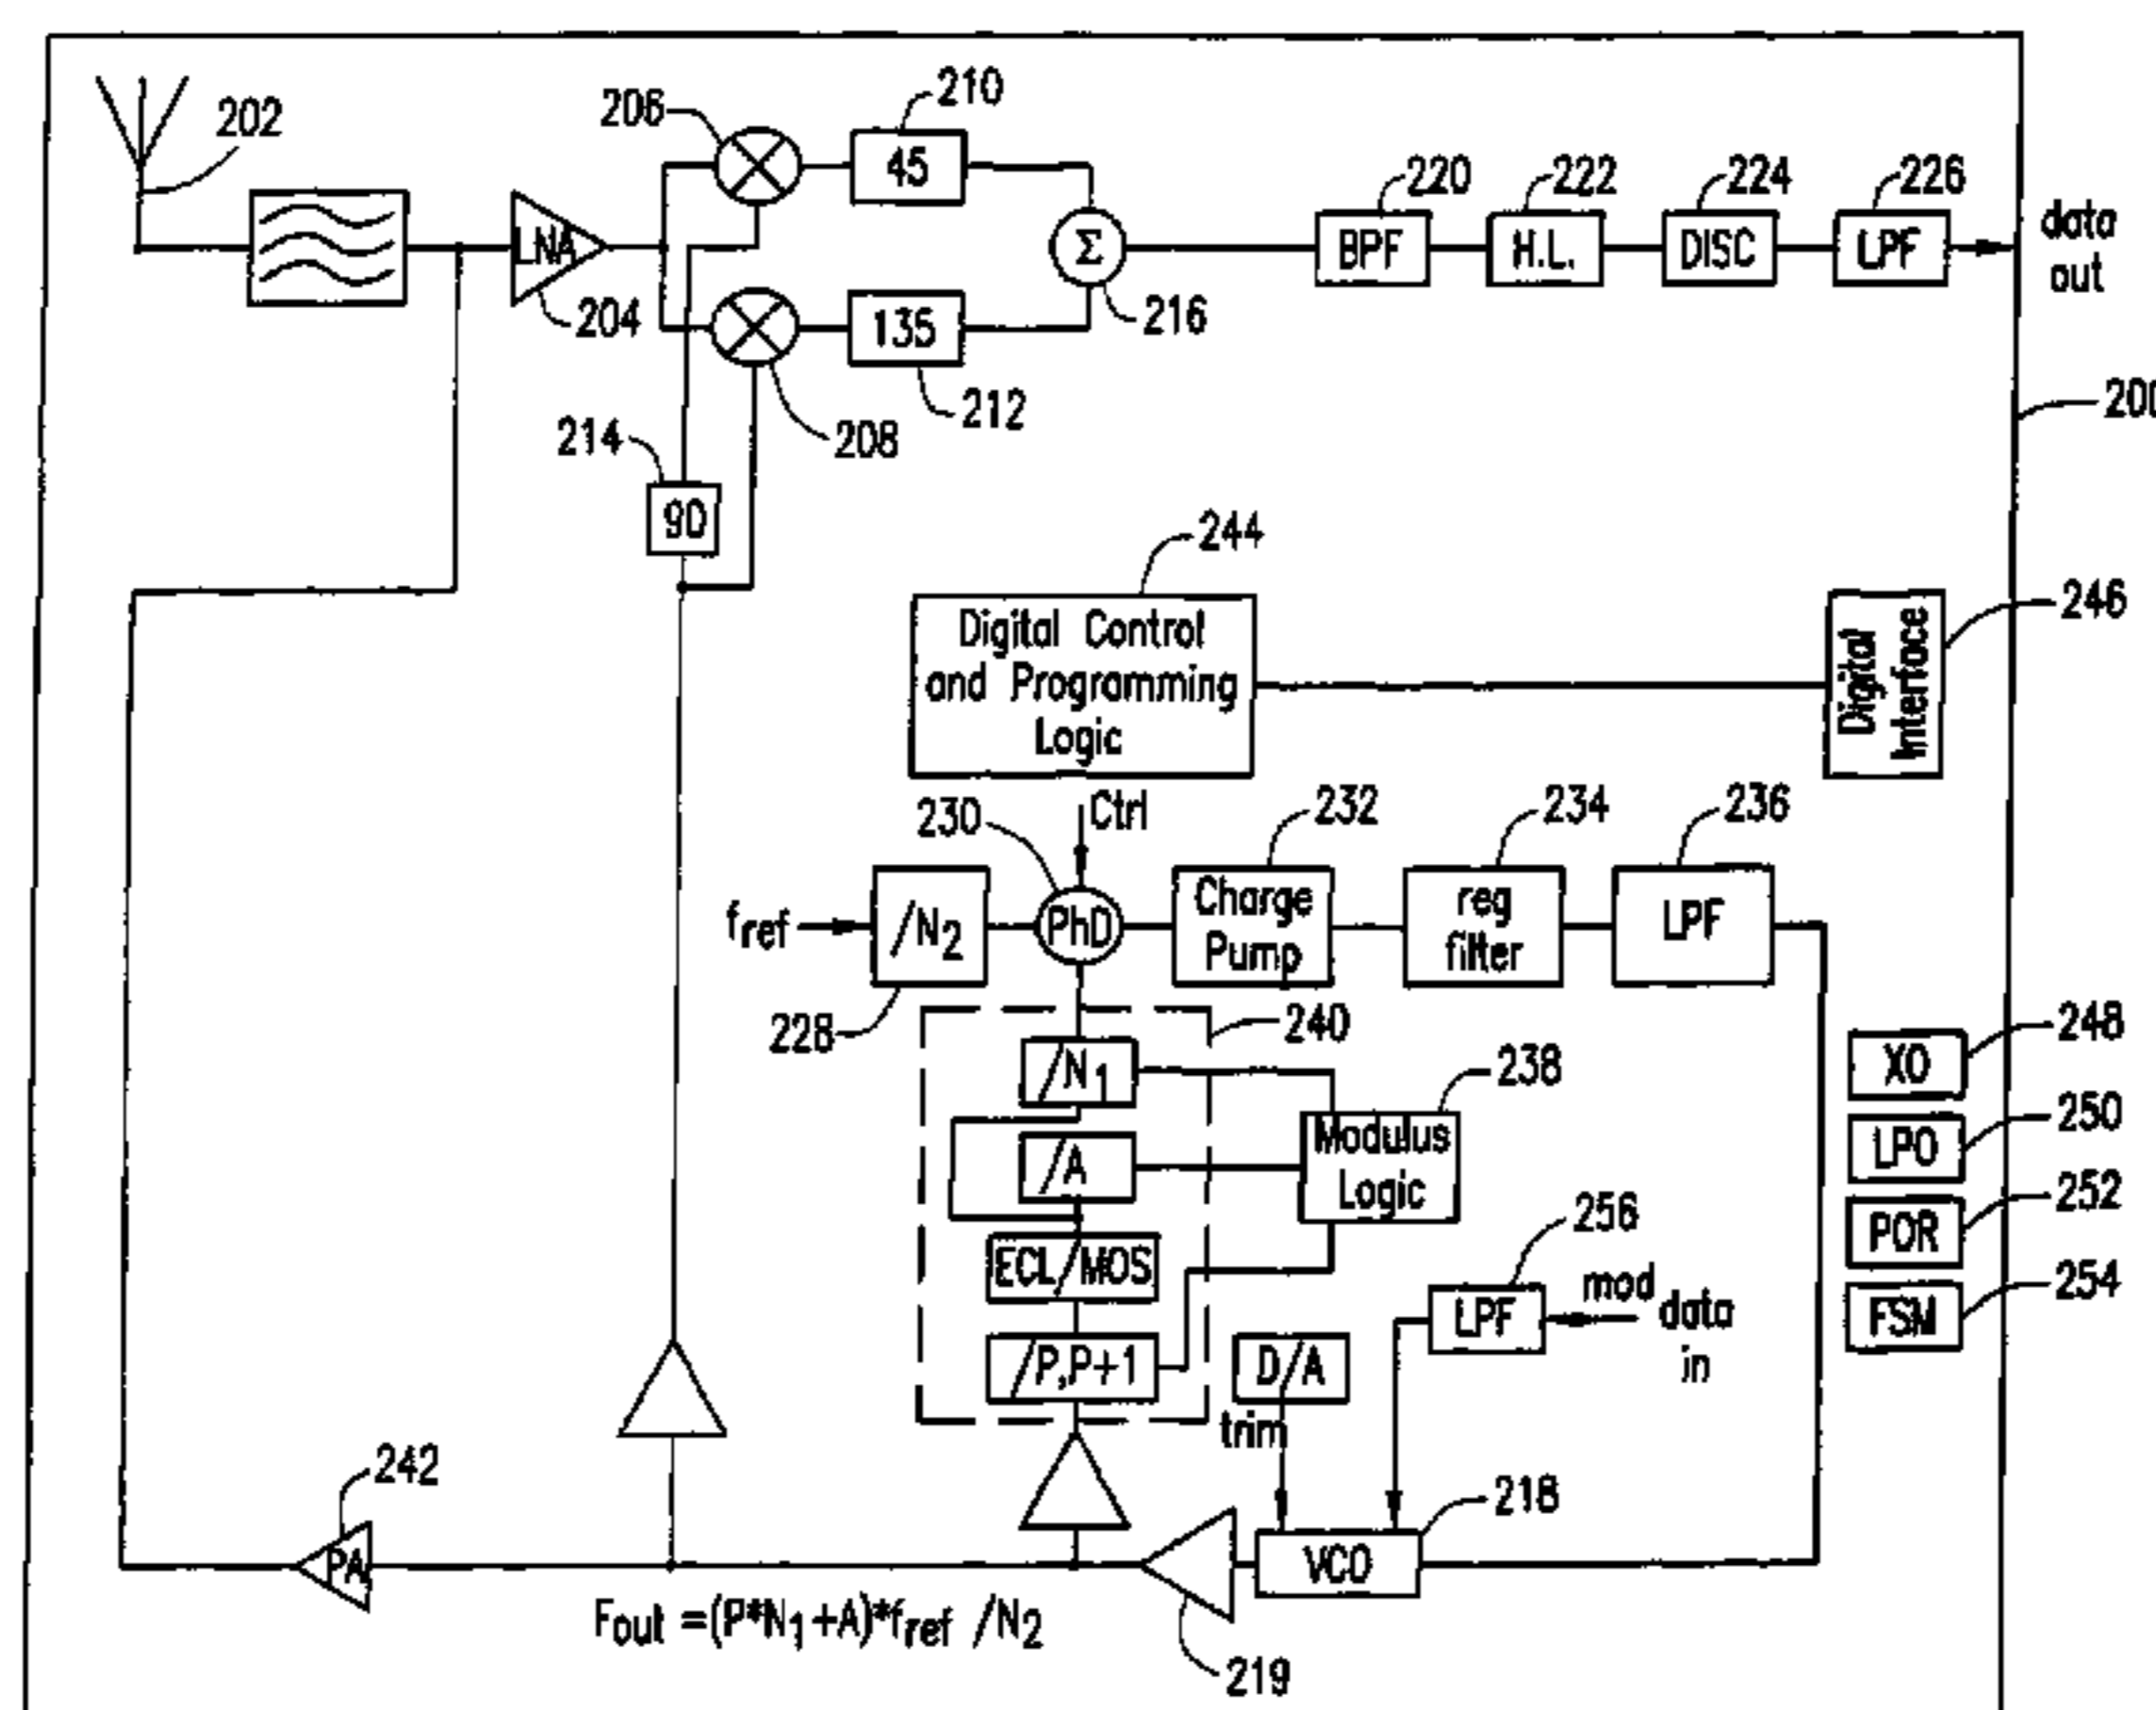 202
206
210
45
LNA
204
Σ
216
135
212
208
214
90
220
222
224
226
BPF
H.L.
DISC
LPF
data
out
244
Digital Control
and Programming
Logic
246
Digital
Interface
230
Ctrl
232
234
236
fref
/N2
PhD
Charge
Pump
reg
filter
LPF
228
240
/N1
238
/A
Modulus
Logic
ECL/MOS
/P,P+1
256
LPF
mod
data
in
D/A
trim
XO
248
LPO
250
POR
252
FSM
254
242
PA
218
VCO
219
Fout =(P*N1+A)*fref /N2